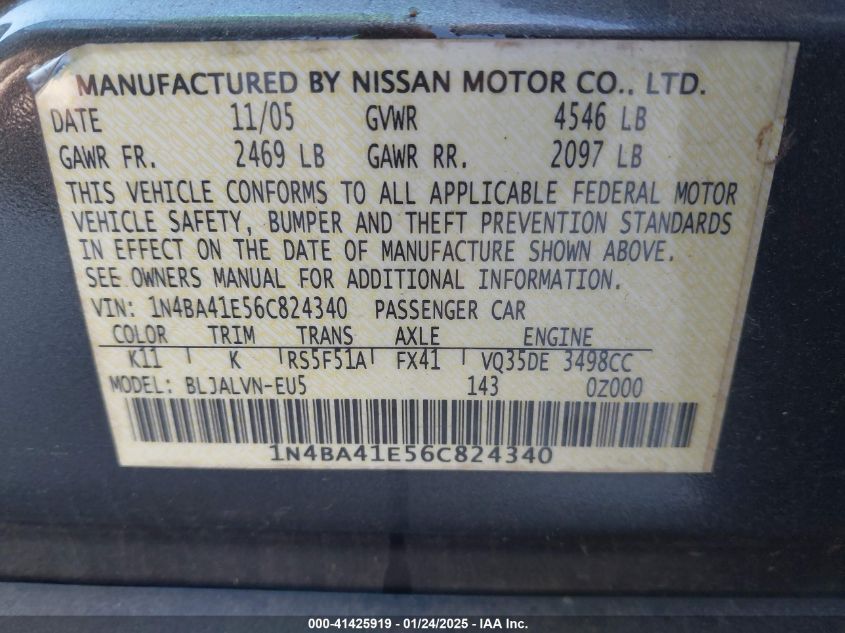 MANUFACTURED BY NISSAN MOTOR CO., LTD.
DATE 11/05 GVWR 4546 LB
GAWR FR. 2469 LB GAWR RR. 2097 LB
THIS VEHICLE CONFORMS TO ALL APPLICABLE FEDERAL MOTOR
VEHICLE SAFETY, BUMPER AND THEFT PREVENTION STANDARDS
IN EFFECT ON THE DATE OF MANUFACTURE SHOWN ABOVE.
SEE OWNERS MANUAL FOR ADDITIONAL INFORMATION.
VIN: 1N4BA41E56C824340 PASSENGER CAR
COLOR TRIM TRANS AXLE ENGINE
K11 K RS5F51A FX41 VQ35DE 3498CC
MODEL: BLJALVN-EU5 143 0Z000
1N4BA41E56C824340
000-41425919 - 01/24/2025 - IAA Inc.